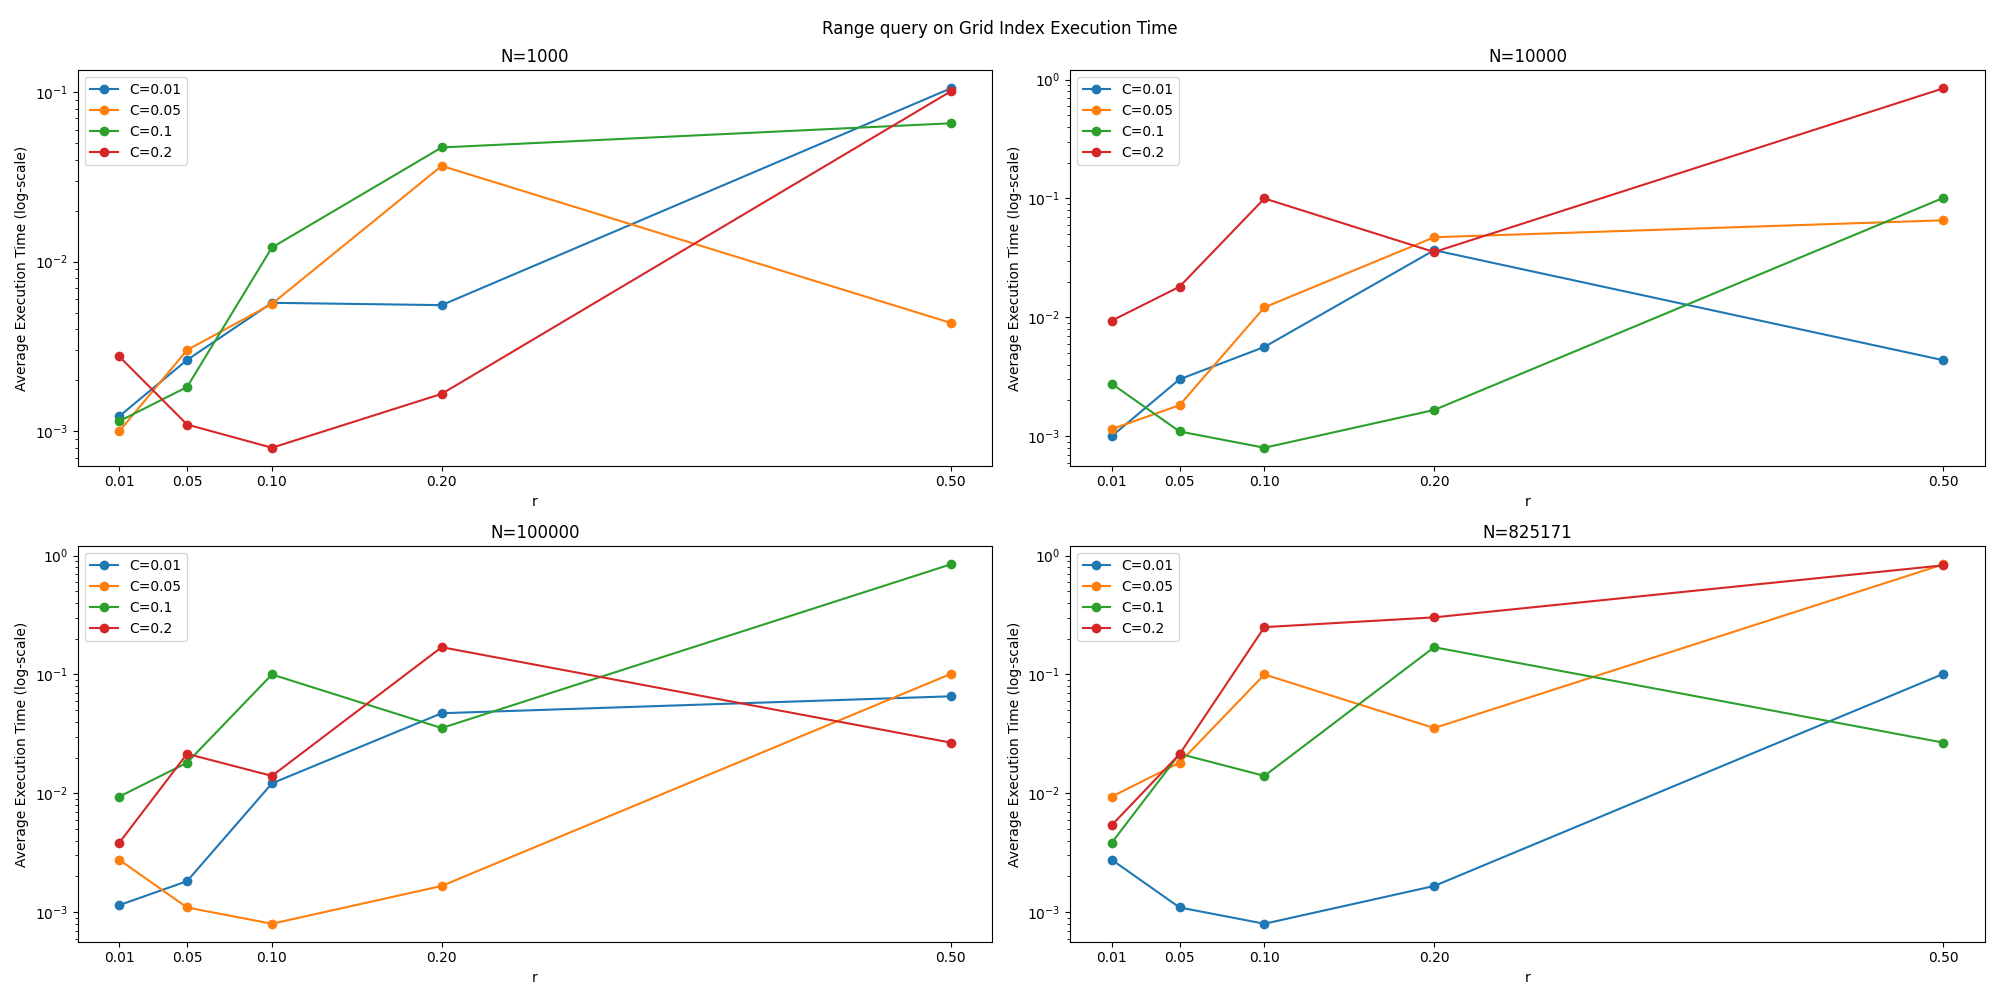 Range query on Grid Index Execution Time
N=1000
C=0.01
C=0.05
C=0.1
C=0.2
Average Execution Time (log-scale)
10⁻¹
10⁻²
10⁻³
0.01 0.05 0.10 0.20 0.50
r
N=10000
C=0.01
C=0.05
C=0.1
C=0.2
Average Execution Time (log-scale)
10⁰
10⁻¹
10⁻²
10⁻³
0.01 0.05 0.10 0.20 0.50
r
N=100000
C=0.01
C=0.05
C=0.1
C=0.2
Average Execution Time (log-scale)
10⁰
10⁻¹
10⁻²
10⁻³
0.01 0.05 0.10 0.20 0.50
r
N=825171
C=0.01
C=0.05
C=0.1
C=0.2
Average Execution Time (log-scale)
10⁰
10⁻¹
10⁻²
10⁻³
0.01 0.05 0.10 0.20 0.50
r